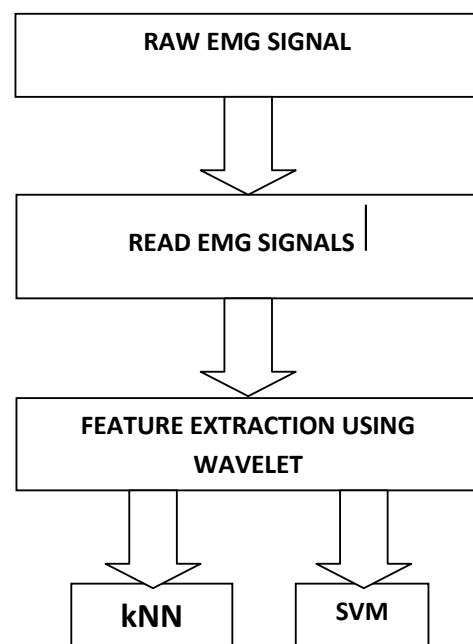 RAW EMG SIGNAL
READ EMG SIGNALS
FEATURE EXTRACTION USING
WAVELET
kNN
SVM